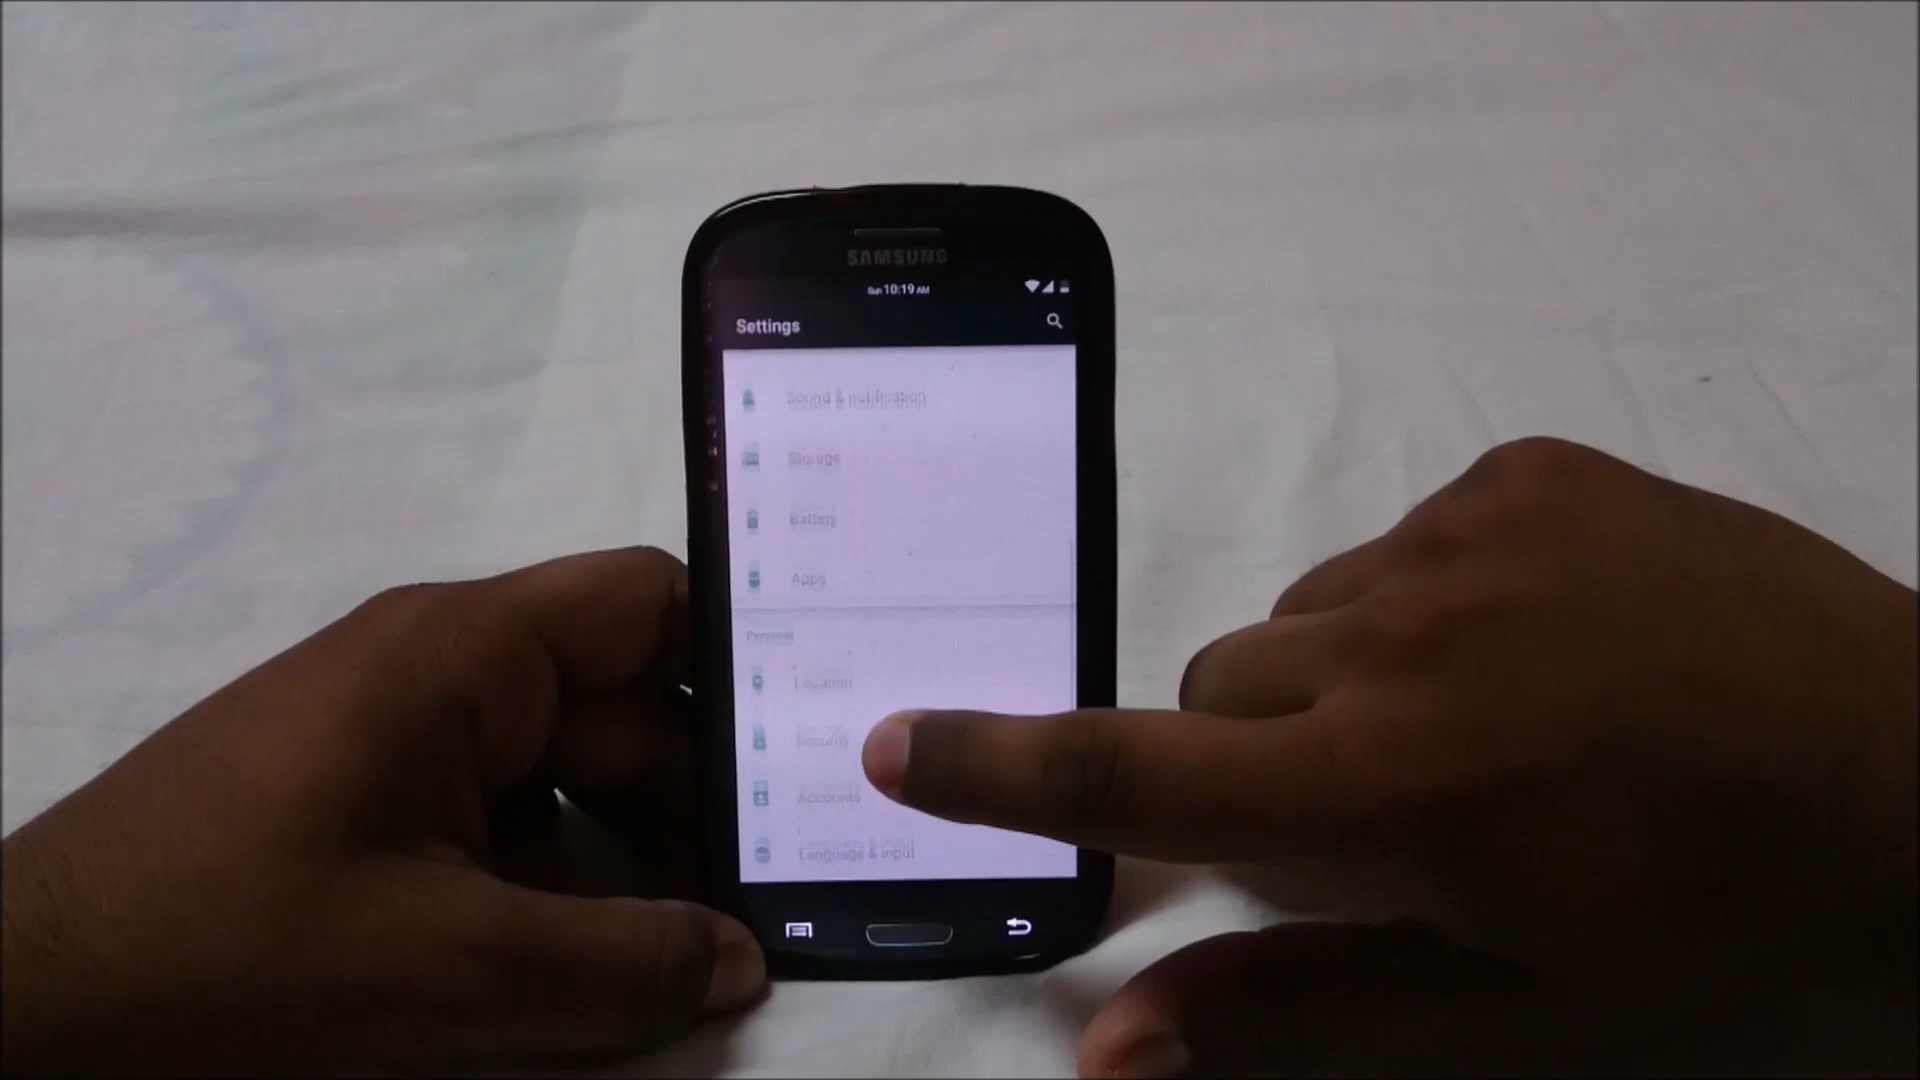 SAMSUNG
Sun 10:19 AM
Settings
Sound & notification
Storage
Battery
Apps
Personal
Location
Security
Accounts
Language & input